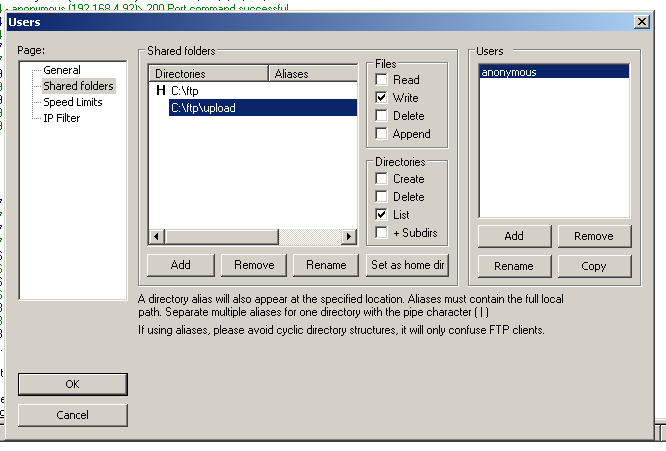 - anonymous (192.168.4.92)> 200 Port command successful
Users
Page:
General
Shared folders
Speed Limits
IP Filter
Shared folders
Directories Aliases
H C:\ftp
C:\ftp\upload
Files
Read
Write
Delete
Append
Directories
Create
Delete
List
+ Subdirs
Add Remove Rename Set as home dir
Users
anonymous
Add Remove
Rename Copy
A directory alias will also appear at the specified location. Aliases must contain the full local
path. Separate multiple aliases for one directory with the pipe character ( | )
If using aliases, please avoid cyclic directory structures, it will only confuse FTP clients.
OK
Cancel